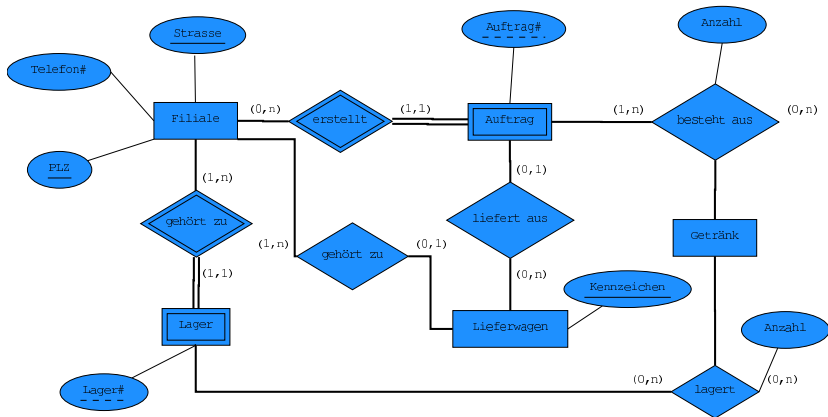 Strasse
Auftrag#
Anzahl
Telefon#
(0,n)
(1,1)
(1,n)
(0,n)
Filiale
erstellt
Auftrag
besteht aus
PLZ
(1,n)
(0,1)
gehört zu
liefert aus
Getränk
(1,n)
gehört zu
(0,1)
(1,1)
(0,n)
Kennzeichen
Lager
Lieferwagen
Anzahl
Lager#
(0,n)
lagert
(0,n)